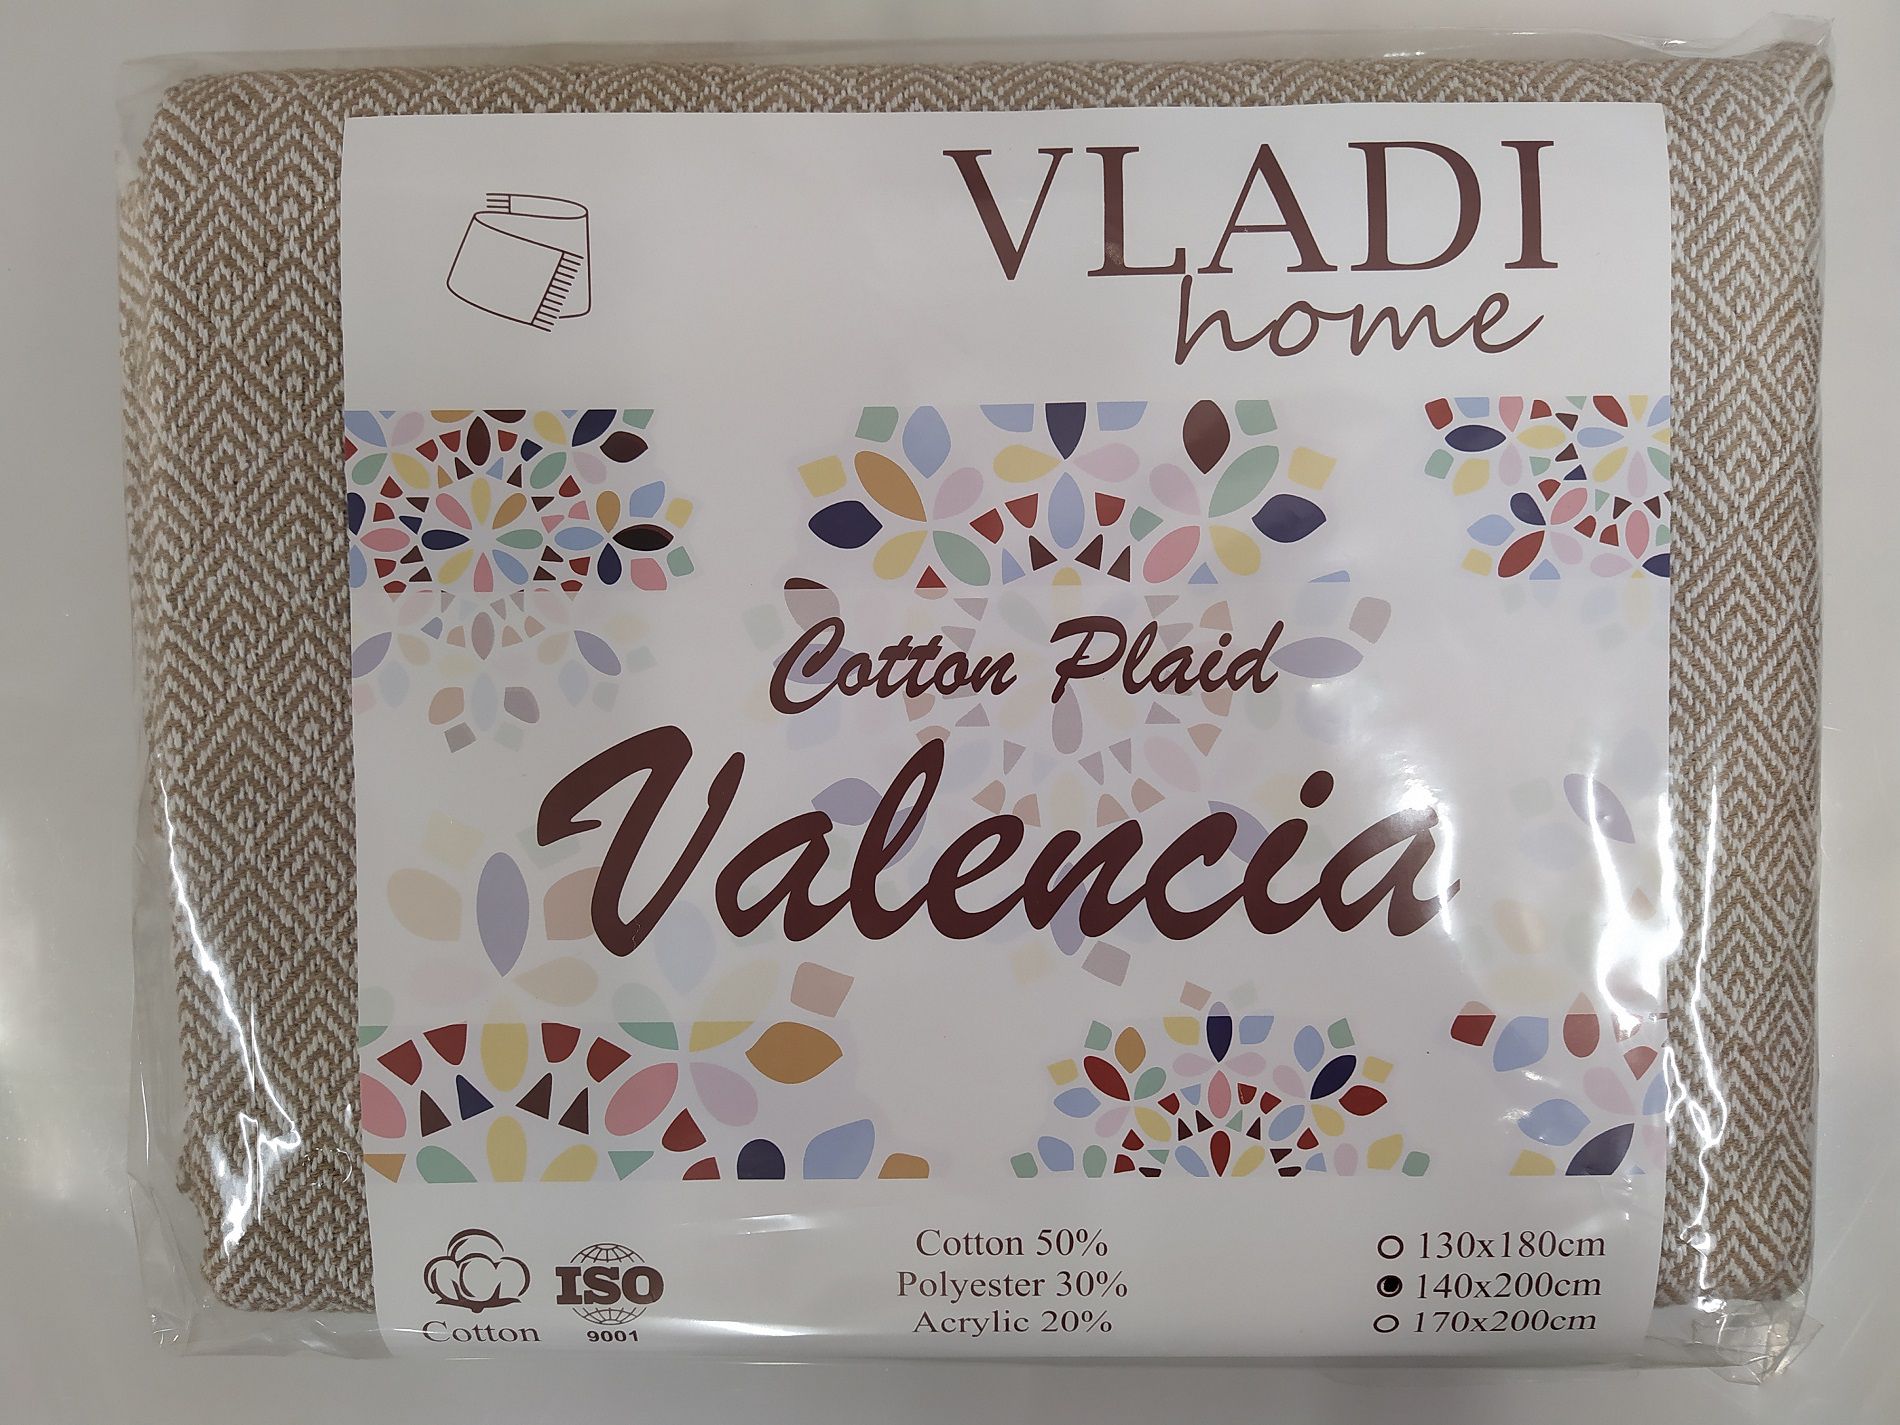 VLADI
home
Cotton Plaid
Valencia
Cotton
ISO
9001
Cotton 50%
Polyester 30%
Acrylic 20%
130x180cm
140x200cm
170x200cm